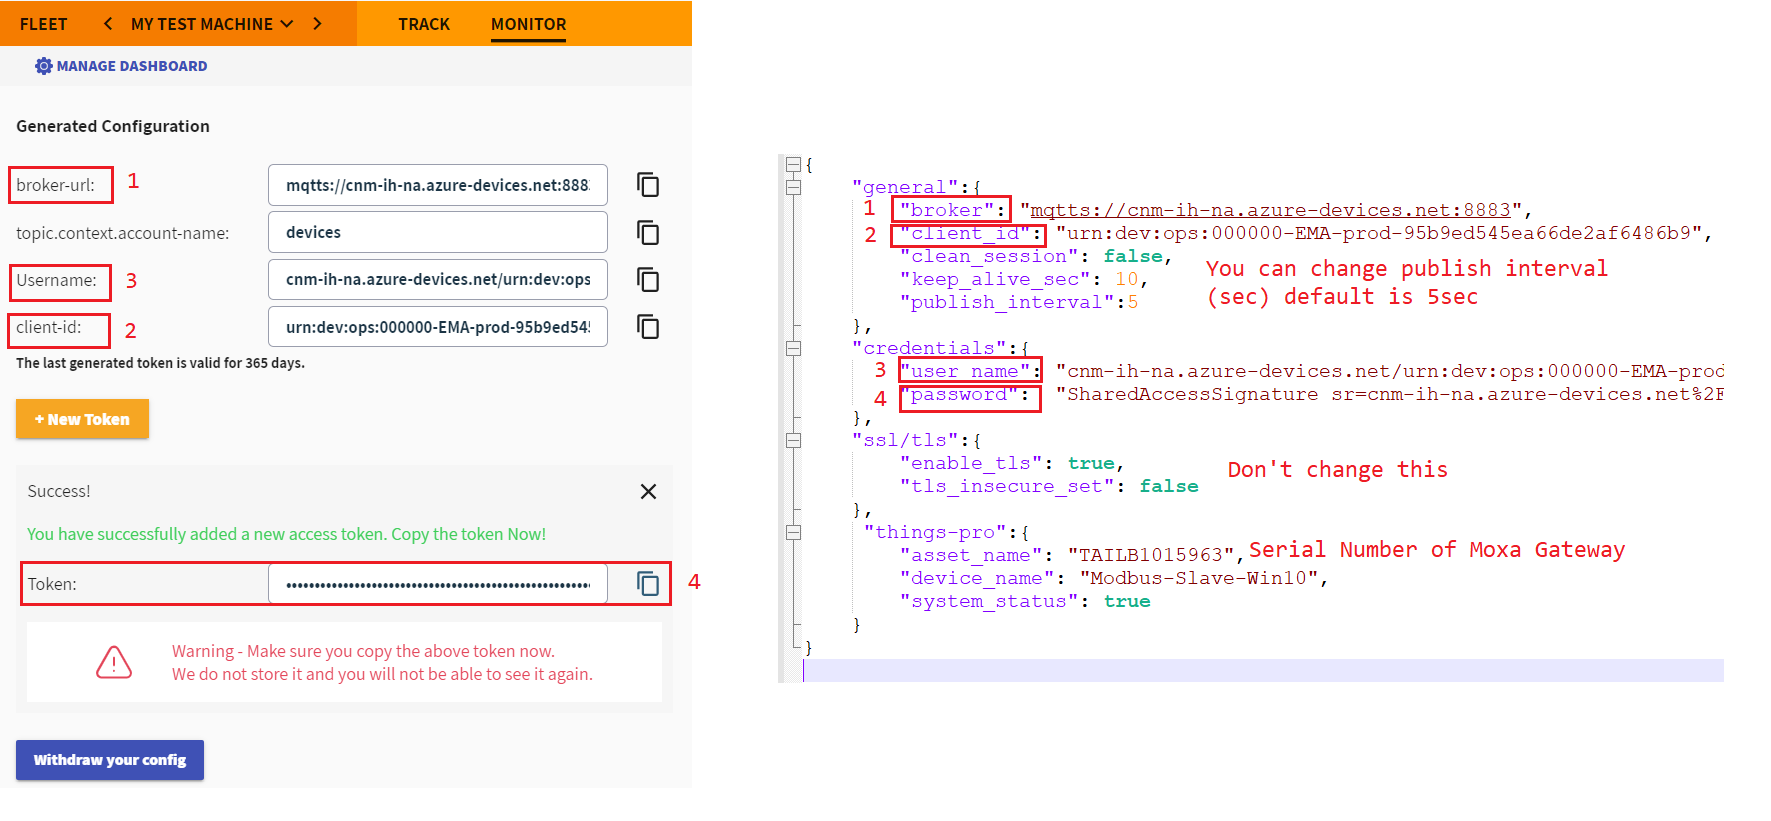 FLEET < MY TEST MACHINE > TRACK MONITOR
MANAGE DASHBOARD
Generated Configuration
broker-url: 1 mqtts://cnm-ih-na.azure-devices.net:888
topic.context.account-name: devices
Username: 3 cnm-ih-na.azure-devices.net/urn:dev:ops
client-id: 2 urn:dev:ops:000000-EMA-prod-95b9ed54
The last generated token is valid for 365 days.
+ New Token
Success!
You have successfully added a new access token. Copy the token Now!
Token: •••••••••••••••••••••••••••••••••••••••••••••••••• 4
Warning - Make sure you copy the above token now.
We do not store it and you will not be able to see it again.
Withdraw your config
{
"general":{
1 "broker": "mqtts://cnm-ih-na.azure-devices.net:8883",
2 "client_id": "urn:dev:ops:000000-EMA-prod-95b9ed545ea66de2af6486b9",
"clean_session": false,
"keep_alive_sec": 10,
"publish_interval":5
You can change publish interval
(sec) default is 5sec
},
"credentials":{
3 "user_name": "cnm-ih-na.azure-devices.net/urn:dev:ops:000000-EMA-prod
4 "password": "SharedAccessSignature sr=cnm-ih-na.azure-devices.net%2F
},
"ssl/tls":{
"enable_tls": true,
"tls_insecure_set": false
Don't change this
},
"things-pro":{
"asset_name": "TAILB1015963", Serial Number of Moxa Gateway
"device_name": "Modbus-Slave-Win10",
"system_status": true
}
}